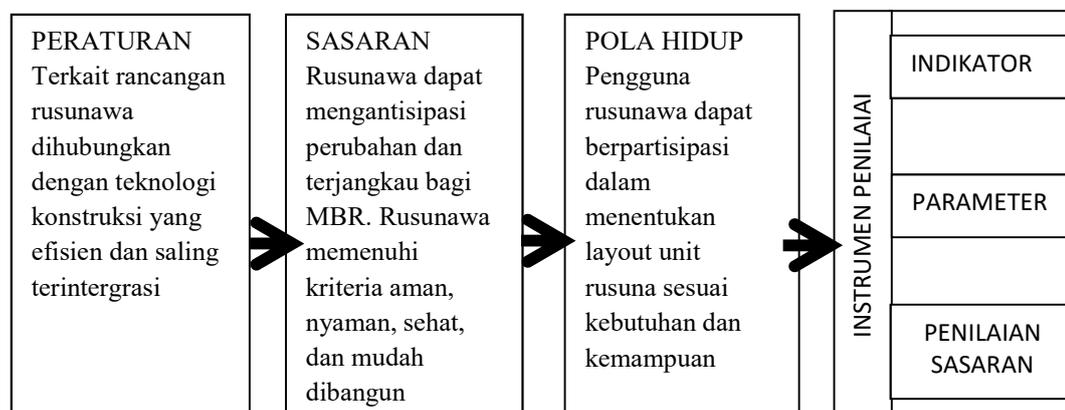 PERATURAN
Terkait rancangan
rusunawa
dihubungkan
dengan teknologi
konstruksi yang
efisien dan saling
terintergrasi
SASARAN
Rusunawa dapat
mengantisipasi
perubahan dan
terjangkau bagi
MBR. Rusunawa
memenuhi
kriteria aman,
nyaman, sehat,
dan mudah
dibangun
POLA HIDUP
Pengguna
rusunawa dapat
berpartisipasi
dalam
menentukan
layout unit
rusuna sesuai
kebutuhan dan
kemampuan
INSTRUMEN PENILAIAI
INDIKATOR
PARAMETER
PENILAIAN
SASARAN